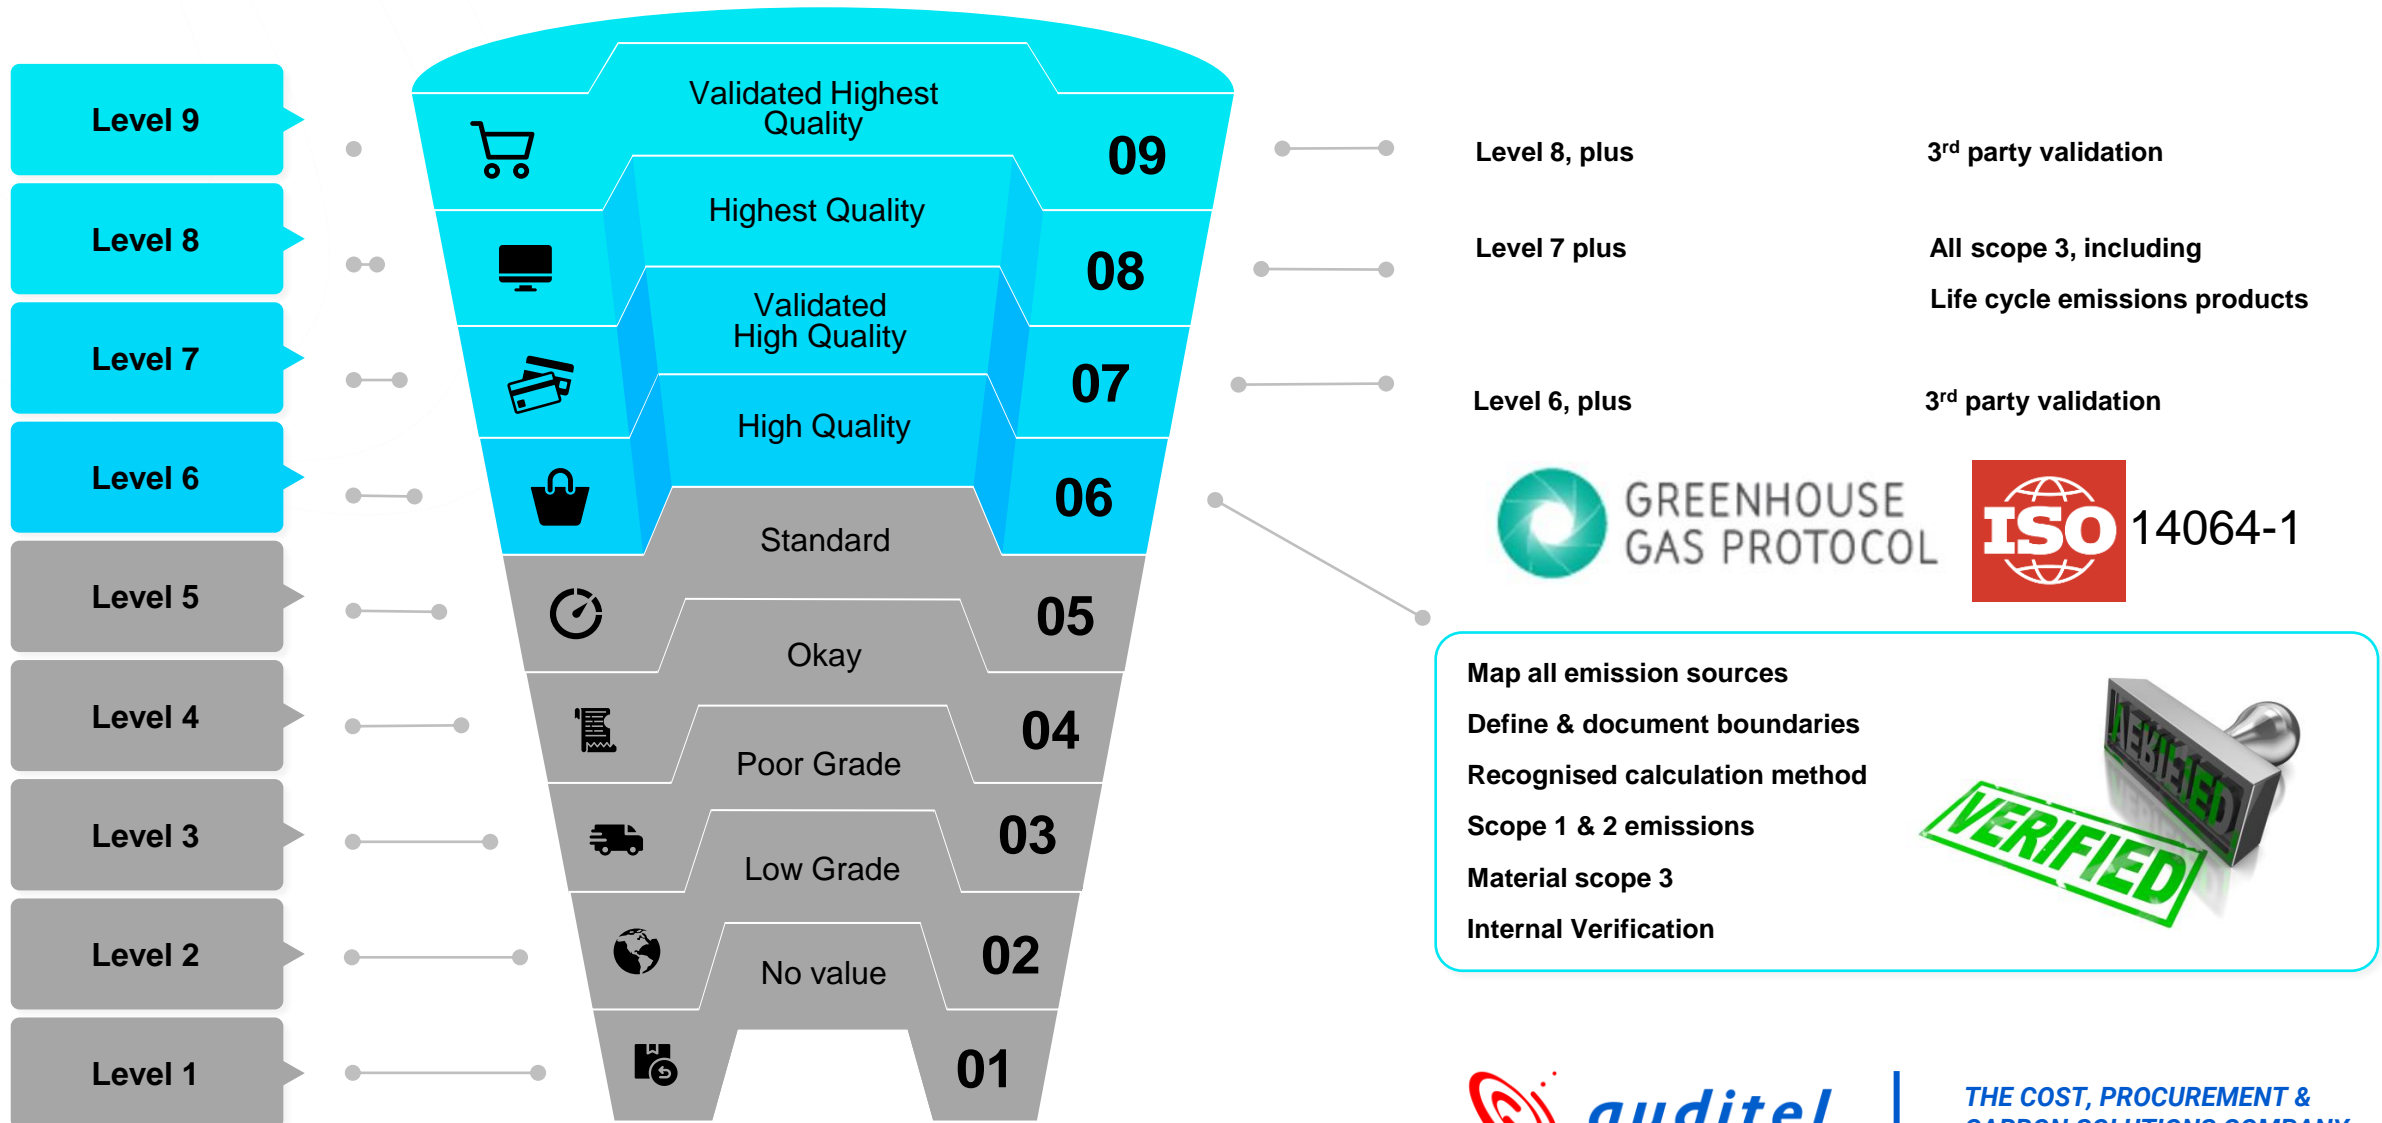 Level 9
Level 8
Level 7
Level 6
Level 5
Level 4
Level 3
Level 2
Level 1
Validated Highest
Quality
09
Highest Quality
08
Validated
High Quality
07
High Quality
06
Standard
05
Okay
04
Poor Grade
03
Low Grade
02
No value
01
Level 8, plus
3rd party validation
Level 7 plus
All scope 3, including
Life cycle emissions products
Level 6, plus
3rd party validation
GREENHOUSE
GAS PROTOCOL
ISO 14064-1
Map all emission sources
Define & document boundaries
Recognised calculation method
Scope 1 & 2 emissions
Material scope 3
Internal Verification
VERIFIED
VERIFIED
auditel
THE COST, PROCUREMENT &
CARBON SOLUTIONS COMPANY